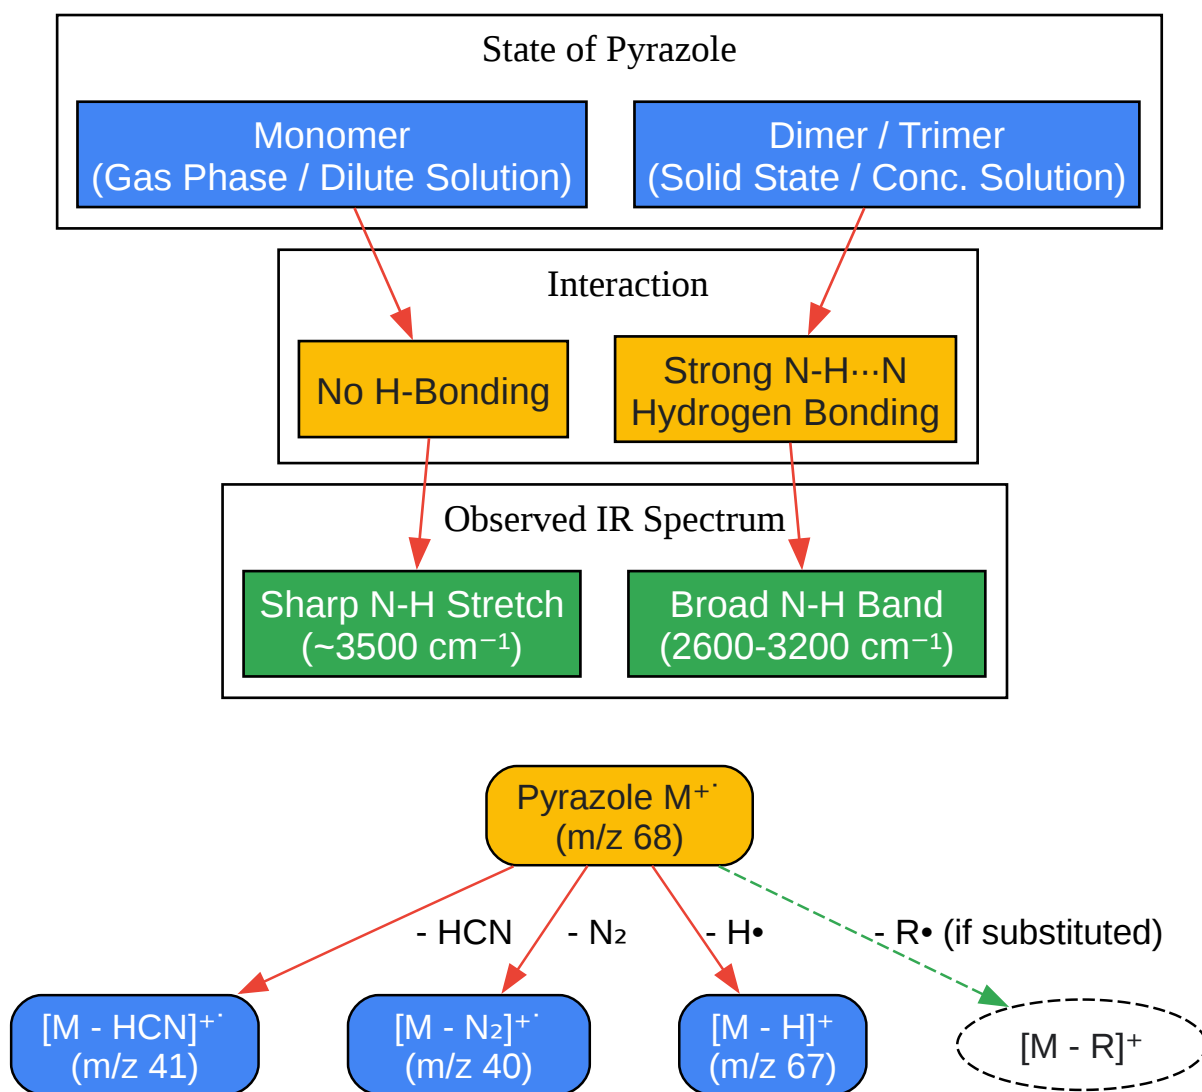 State of Pyrazole
Monomer
(Gas Phase / Dilute Solution)
Dimer / Trimer
(Solid State / Conc. Solution)
Interaction
No H-Bonding
Strong N-H···N
Hydrogen Bonding
Observed IR Spectrum
Sharp N-H Stretch
(~3500 cm⁻¹)
Broad N-H Band
(2600-3200 cm⁻¹)
Pyrazole M⁺˙
(m/z 68)
- HCN
- N₂
- H•
- R• (if substituted)
[M - HCN]⁺˙
(m/z 41)
[M - N₂]⁺˙
(m/z 40)
[M - H]⁺
(m/z 67)
[M - R]⁺